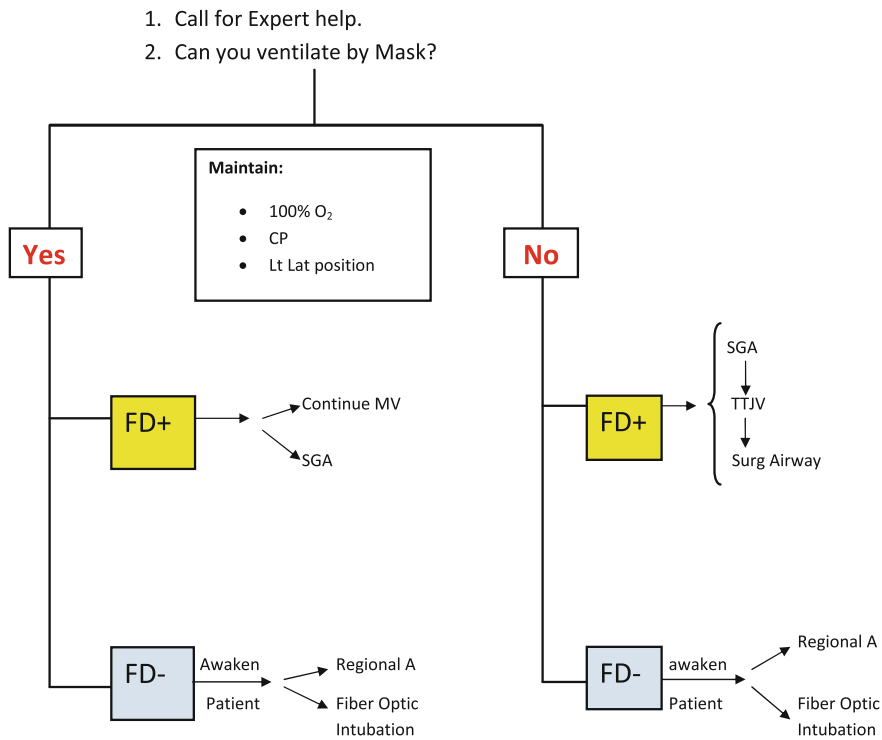 1. Call for Expert help.
2. Can you ventilate by Mask?
Maintain:
• 100% O₂
• CP
• Lt Lat position
Yes
No
FD+
Continue MV
SGA
FD+
SGA
TTJV
Surg Airway
FD-
Awaken
Patient
Regional A
Fiber Optic
Intubation
FD-
awaken
Patient
Regional A
Fiber Optic
Intubation